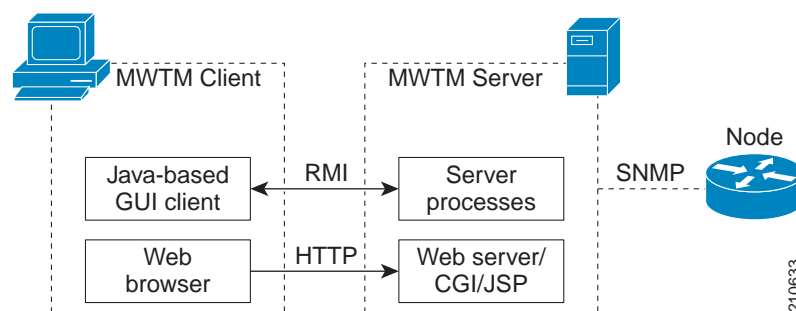 MWTM Client
MWTM Server
Node
Java-based
GUI client
RMI
Server
processes
SNMP
Web
browser
HTTP
Web server/
CGI/JSP
210633